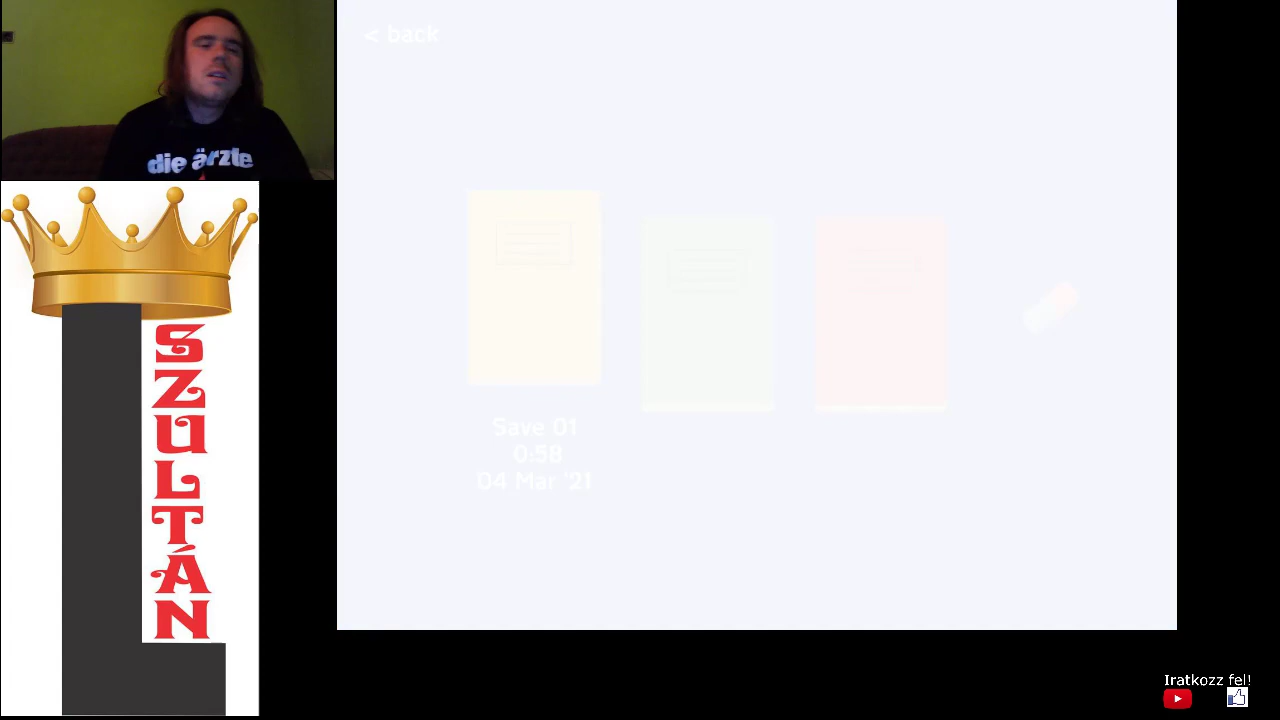 < back
die ärzte
SZULTÁN
Save 01
0:58
04 Mar '21
Iratkozz fel!